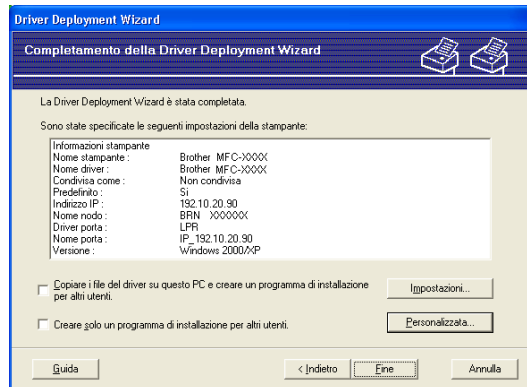 Driver Deployment Wizard
Completamento della Driver Deployment Wizard
La Driver Deployment Wizard è stata completata.
Sono state specificate le seguenti impostazioni della stampante:
Informazioni stampante
Nome stampante : Brother MFC-XXXX
Nome driver : Brother MFC-XXXX
Condivisa come : Non condivisa
Predefinito : Si
Indirizzo IP : 192.10.20.90
Nome nodo : BRN XXXXXX
Driver porta : LPR
Nome porta : IP_192.10.20.90
Versione : Windows 2000/XP
Copiare i file del driver su questo PC e creare un programma di installazione
per altri utenti.
Impostazioni...
Creare solo un programma di installazione per altri utenti.
Personalizzata...
Guida
< Indietro
Fine
Annulla